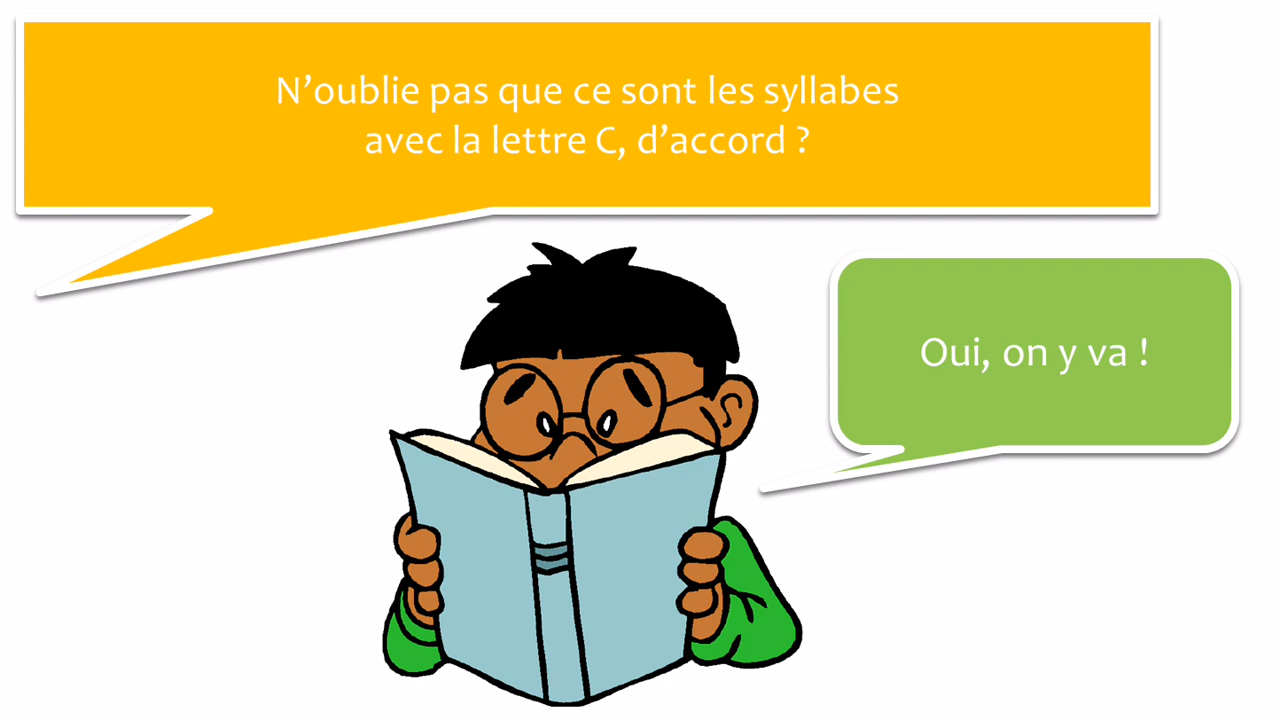 N’oublie pas que ce sont les syllabes
avec la lettre C, d’accord ?
Oui, on y va !